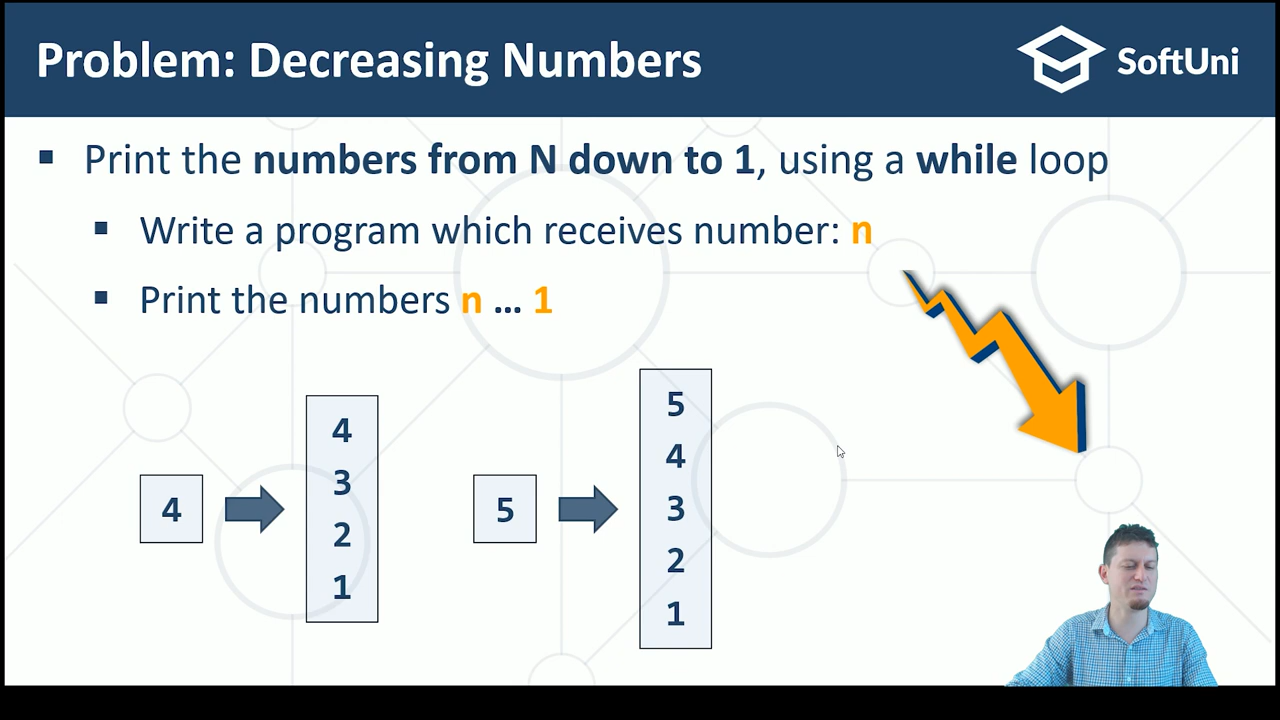 Problem: Decreasing Numbers
SoftUni
▪ Print the numbers from N down to 1, using a while loop
▪ Write a program which receives number: n
▪ Print the numbers n … 1
4
4
3
2
1
5
5
4
3
2
1